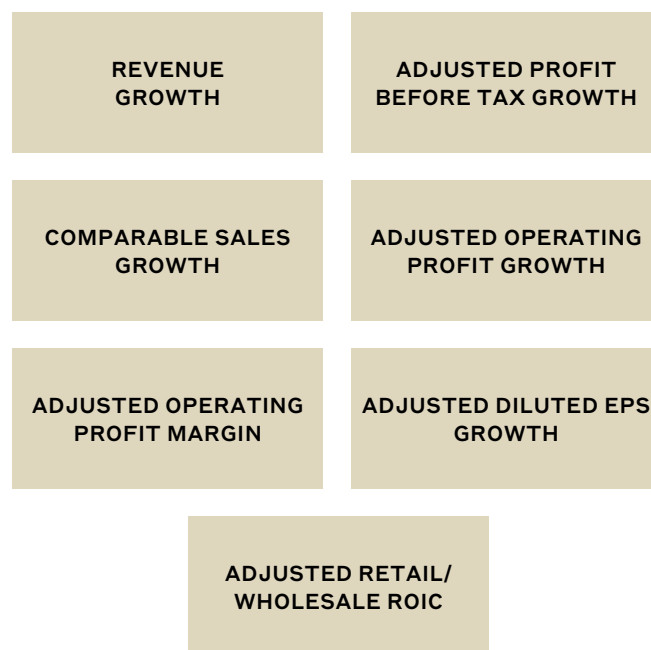 REVENUE
GROWTH
ADJUSTED PROFIT
BEFORE TAX GROWTH
COMPARABLE SALES
GROWTH
ADJUSTED OPERATING
PROFIT GROWTH
ADJUSTED OPERATING
PROFIT MARGIN
ADJUSTED DILUTED EPS
GROWTH
ADJUSTED RETAIL/
WHOLESALE ROIC